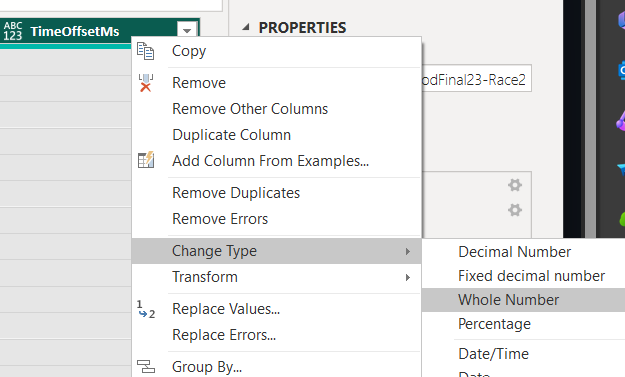 ABC
123
TimeOffsetMs
PROPERTIES
Copy
odFinal23-Race2
Remove
Remove Other Columns
Duplicate Column
Add Column From Examples...
Remove Duplicates
Remove Errors
Change Type
Decimal Number
Transform
Fixed decimal number
Whole Number
1
2
Replace Values...
Percentage
Replace Errors...
Date/Time
Group By...
Date